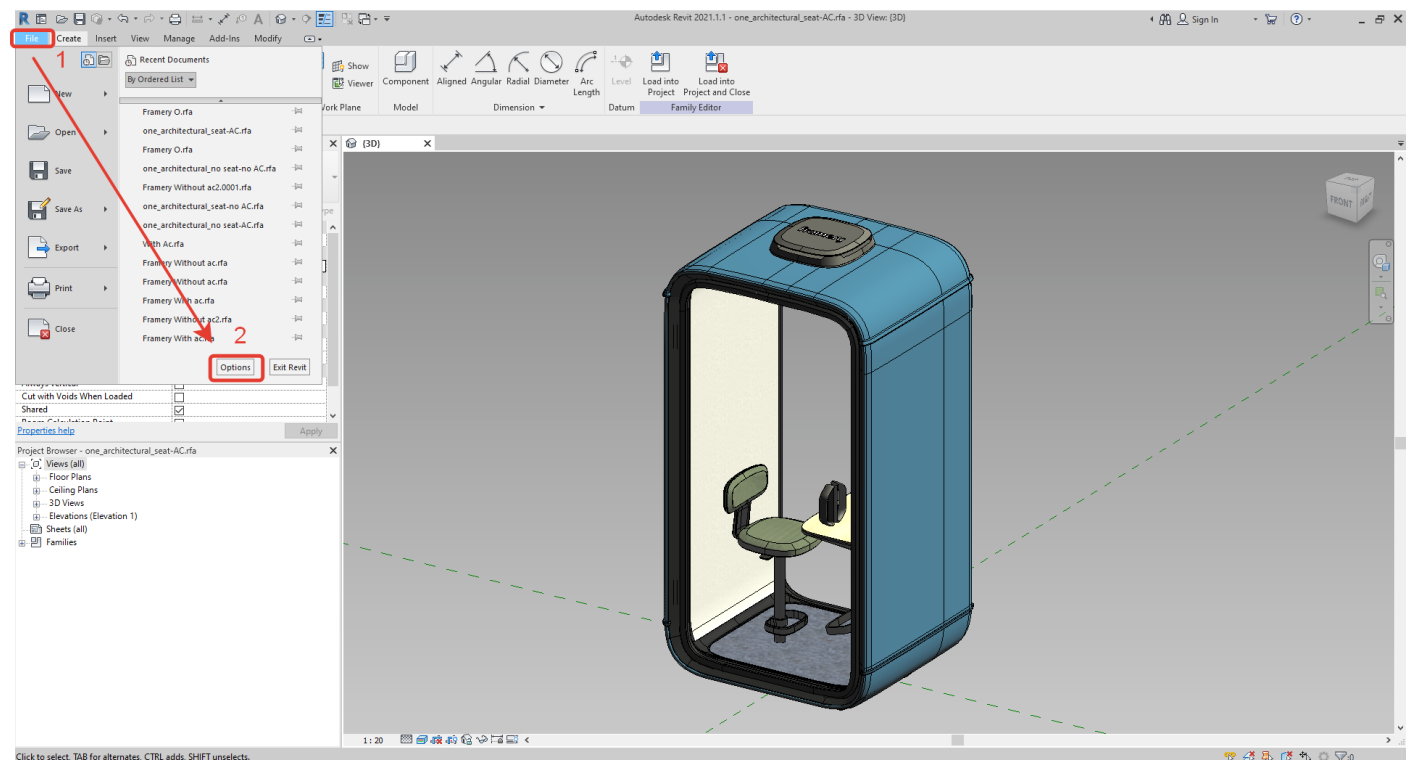 Autodesk Revit 2021.1.1 - one_architectural_seat-AC.rfa - 3D View: {3D}
Sign In
File Create Insert View Manage Add-Ins Modify
1
Recent Documents
By Ordered List
New
Open
Save
Save As
Export
Print
Close
Framery O.rfa
one_architectural_seat-AC.rfa
Framery O.rfa
one_architectural_no seat-no AC.rfa
Framery Without ac2.0001.rfa
one_architectural_seat-no AC.rfa
one_architectural_no seat-AC.rfa
With Ac.rfa
Framery Without ac.rfa
Framery Without ac.rfa
Framery With ac.rfa
Framery Without ac2.rfa
Framery With ac.rfa
2
Options Exit Revit
Show
Viewer
Component
Aligned Angular Radial Diameter Arc Length
Level
Load into Project
Load into Project and Close
Model Dimension Datum Family Editor
{3D}
FRONT
Framery
Cut with Voids When Loaded
Shared
Properties help
Apply
Project Browser - one_architectural_seat-AC.rfa
Views (all)
Floor Plans
Ceiling Plans
3D Views
Elevations (Elevation 1)
Sheets (all)
Families
1 : 20
Click to select, TAB for alternates, CTRL adds, SHIFT unselects.
:0